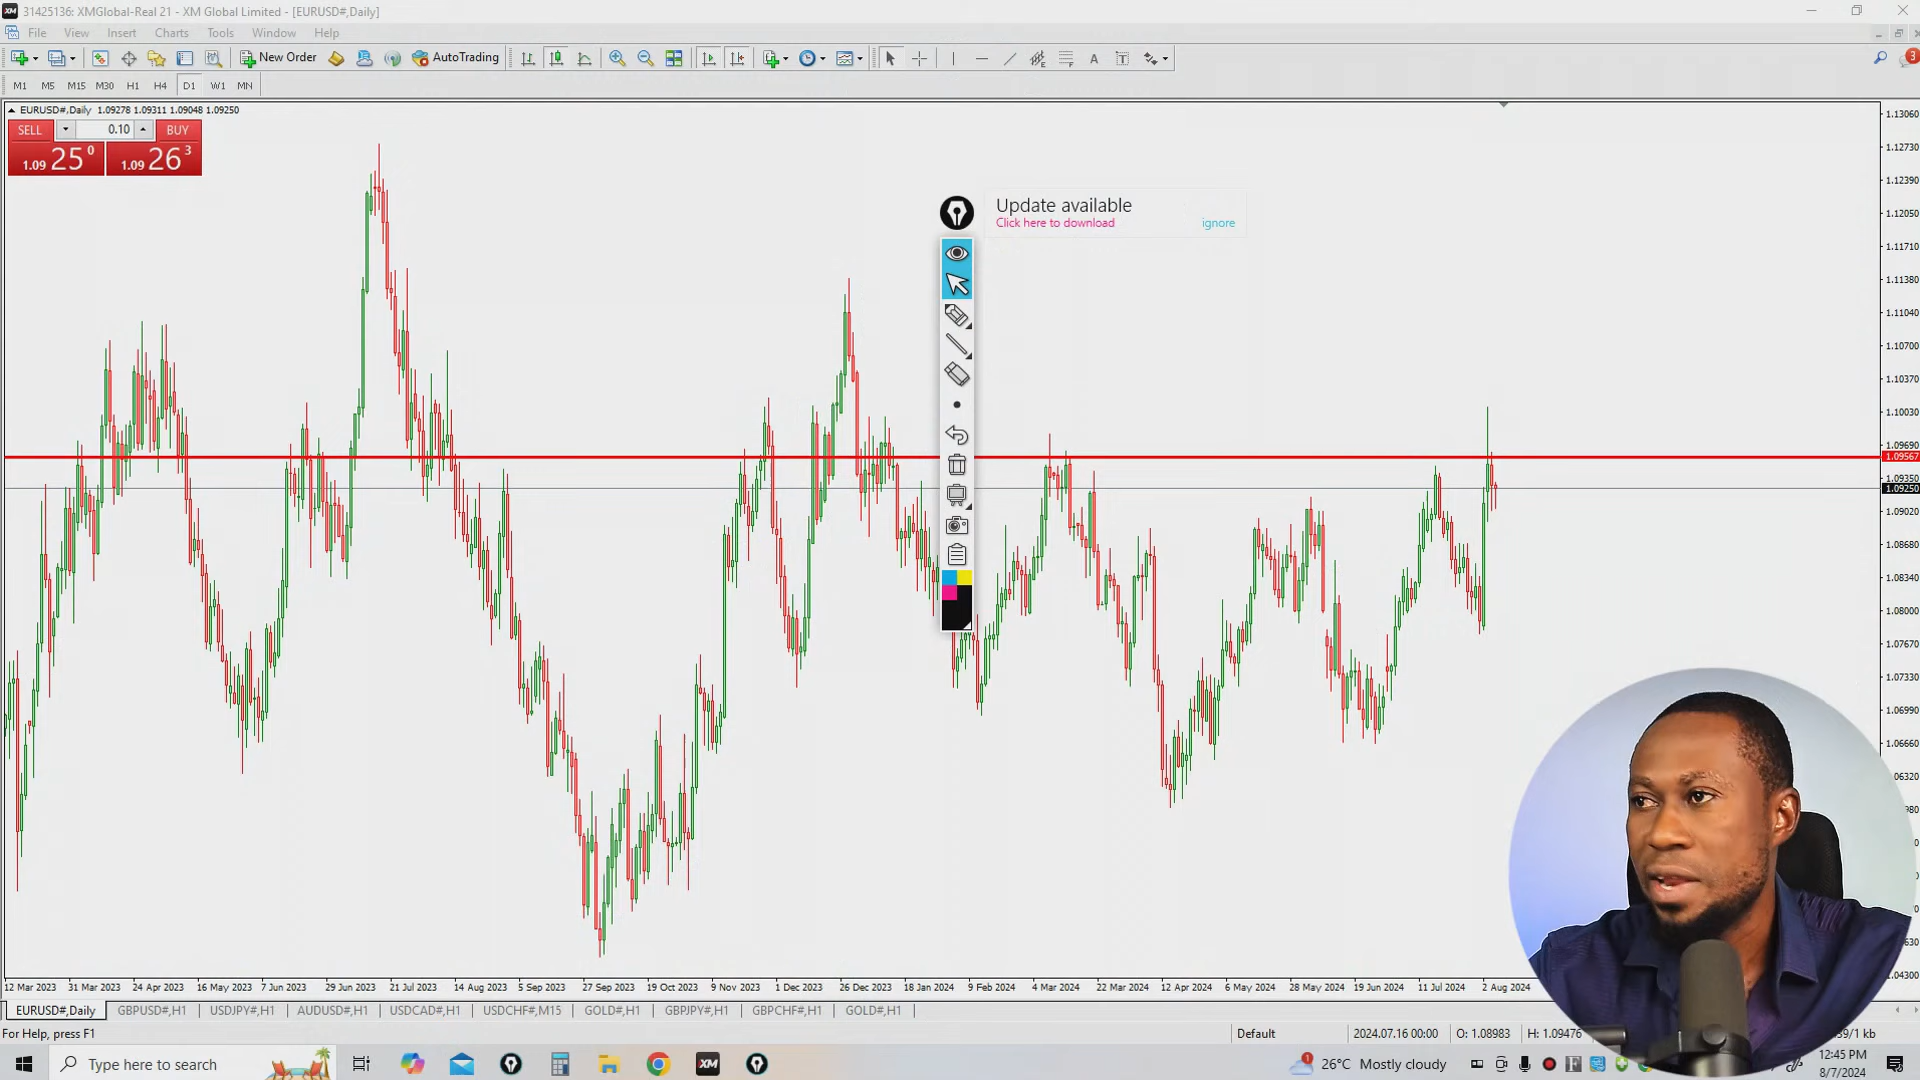 31425136: XMGlobal-Real 21 - XM Global Limited - [EURUSD#,Daily]
File View Insert Charts Tools Window Help
New Order AutoTrading
M1 M5 M15 M30 H1 H4 D1 W1 MN
EURUSD#,Daily 1.09278 1.09311 1.09048 1.09250
SELL 0.10 BUY
1.09 25 0 1.09 26 3
Update available
Click here to download ignore
1.13060
1.12730
1.12390
1.12050
1.11710
1.11380
1.11040
1.10700
1.10370
1.10030
1.09690
1.09567
1.09350
1.09250
1.09020
1.08680
1.08340
1.08000
1.07670
1.07330
1.06990
1.06660
1.06320
1.04300
12 Mar 2023 31 Mar 2023 24 Apr 2023 16 May 2023 7 Jun 2023 29 Jun 2023 21 Jul 2023 14 Aug 2023 5 Sep 2023 27 Sep 2023 19 Oct 2023 9 Nov 2023 1 Dec 2023 26 Dec 2023 18 Jan 2024 9 Feb 2024 4 Mar 2024 22 Mar 2024 12 Apr 2024 6 May 2024 28 May 2024 19 Jun 2024 11 Jul 2024 2 Aug 2024
EURUSD#,Daily GBPUSD#,H1 USDJPY#,H1 AUDUSD#,H1 USDCAD#,H1 USDCHF#,M15 GOLD#,H1 GBPJPY#,H1 GBPCHF#,H1 GOLD#,H1
For Help, press F1 Default 2024.07.16 00:00 O: 1.08983 H: 1.09476 kb
Type here to search XM 26°C Mostly cloudy 12:45 PM
8/7/2024